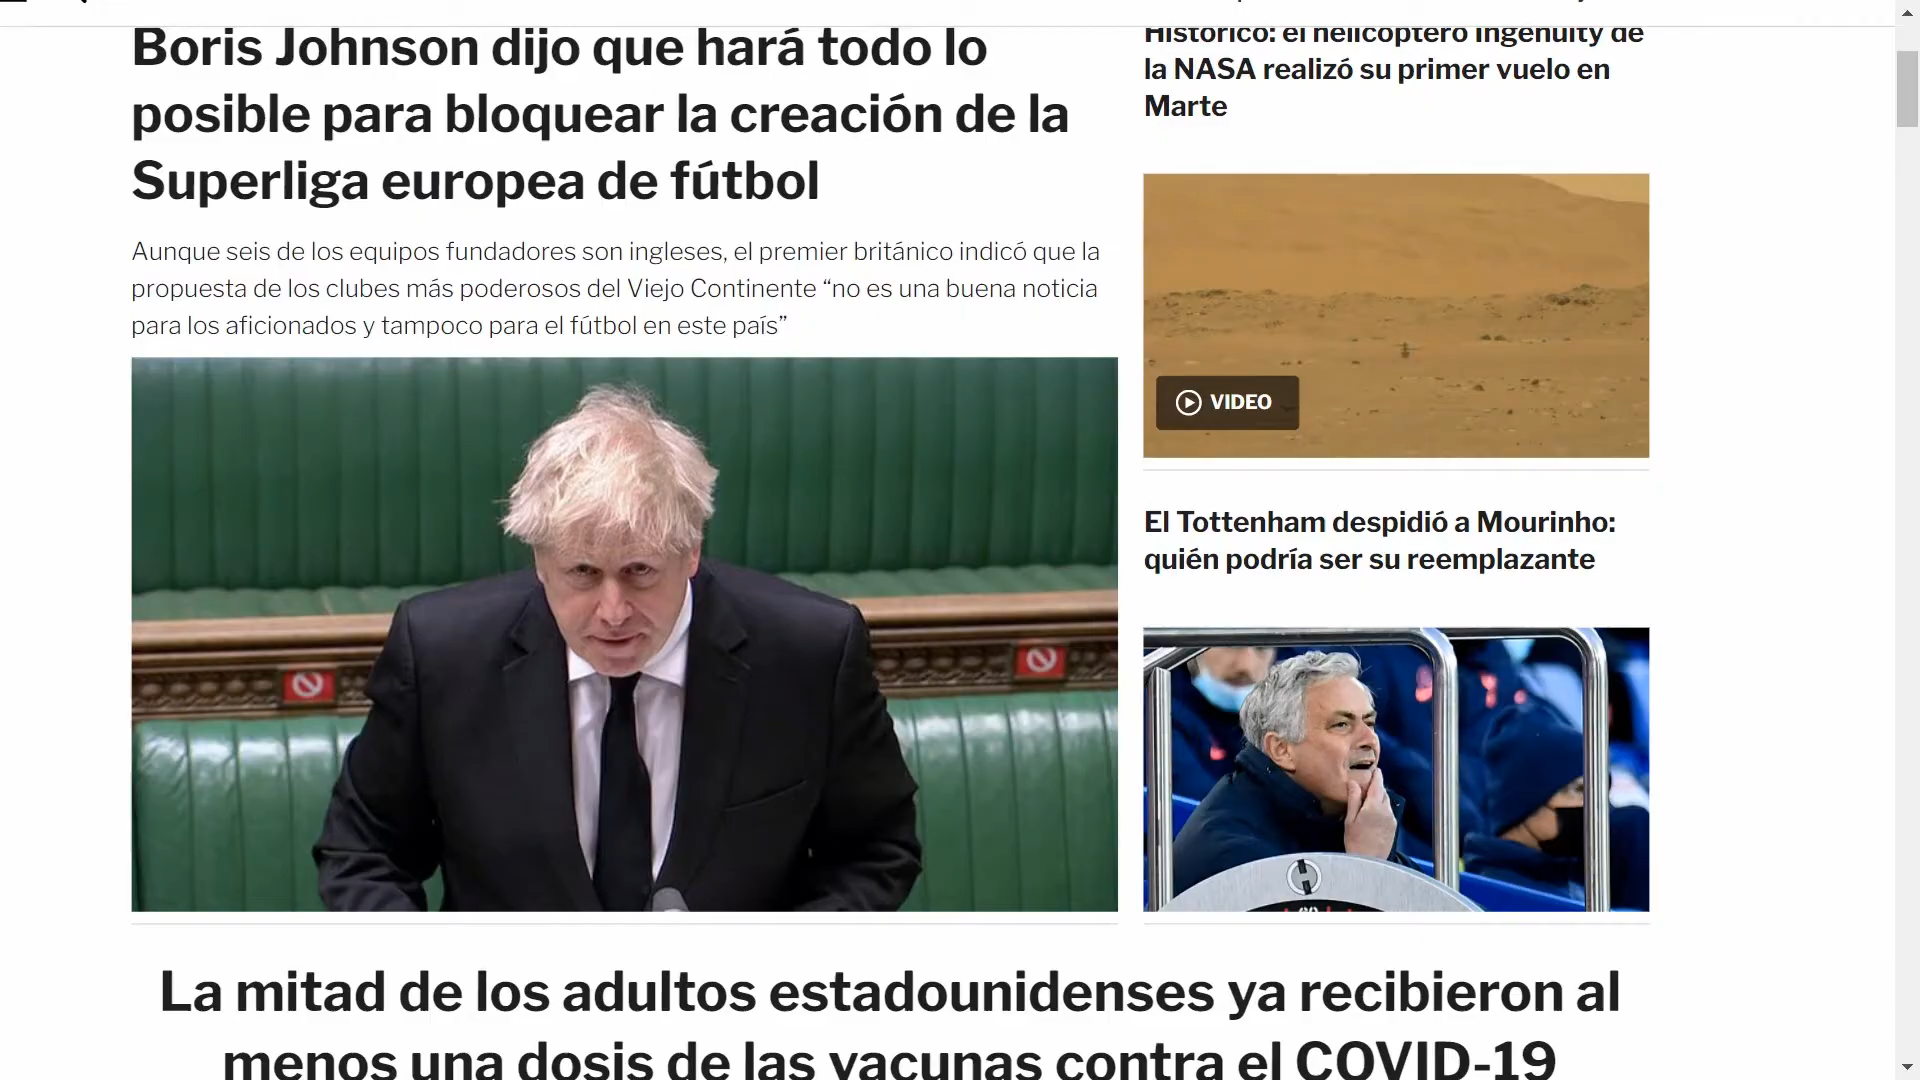 Boris Johnson dijo que hará todo lo
posible para bloquear la creación de la
Superliga europea de fútbol
Aunque seis de los equipos fundadores son ingleses, el premier británico indicó que la
propuesta de los clubes más poderosos del Viejo Continente “no es una buena noticia
para los aficionados y tampoco para el fútbol en este país”
Histórico: el helicóptero Ingenuity de
la NASA realizó su primer vuelo en
Marte
VIDEO
El Tottenham despidió a Mourinho:
quién podría ser su reemplazante
La mitad de los adultos estadounidenses ya recibieron al
menos una dosis de las vacunas contra el COVID-19